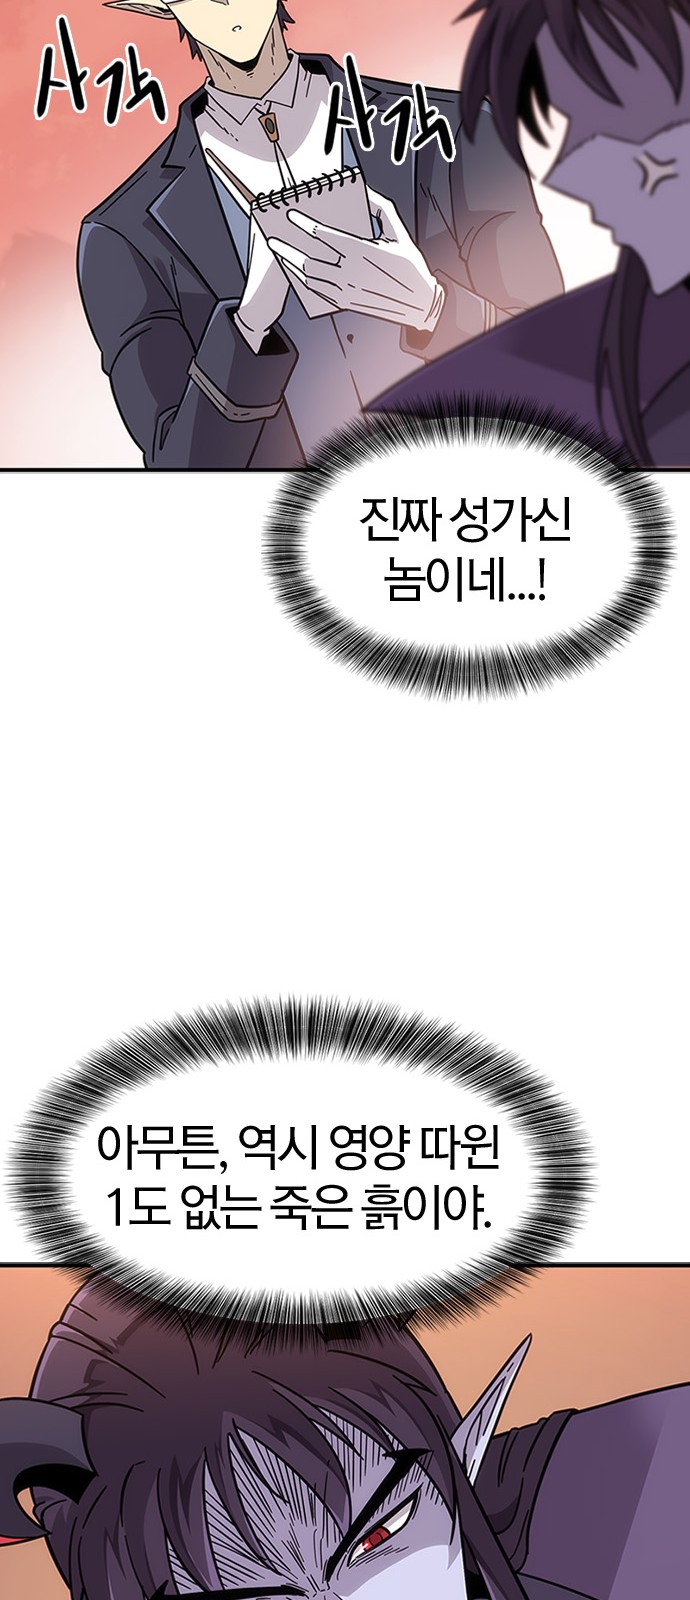 사각
사각
진짜 성가신
놈이네...!
아무튼, 역시 영양 따윈
1도 없는 죽은 흙이야.